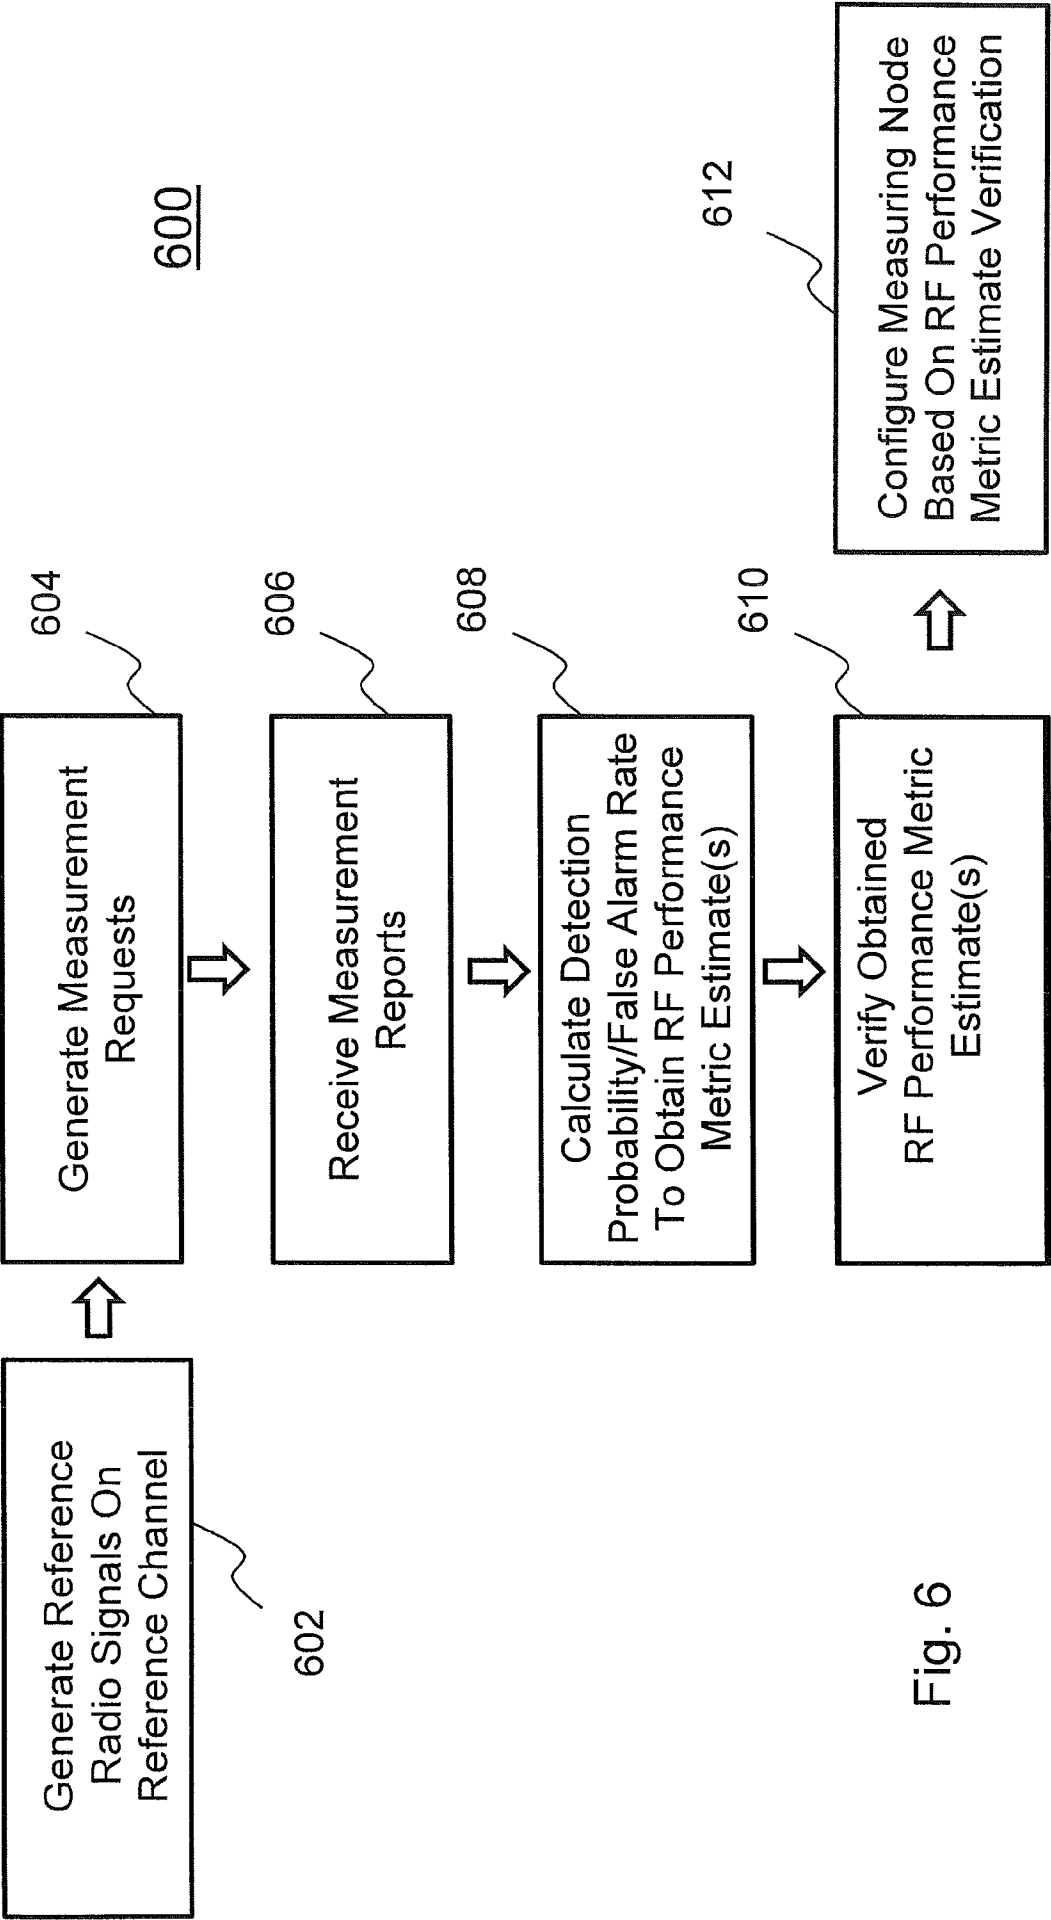 600
Generate Reference
Radio Signals On
Reference Channel
602
Generate Measurement
Requests
604
Receive Measurement
Reports
606
Calculate Detection
Probability/False Alarm Rate
To Obtain RF Performance
Metric Estimate(s)
608
Verify Obtained
RF Performance Metric
Estimate(s)
610
Configure Measuring Node
Based On RF Performance
Metric Estimate Verification
612
Fig. 6